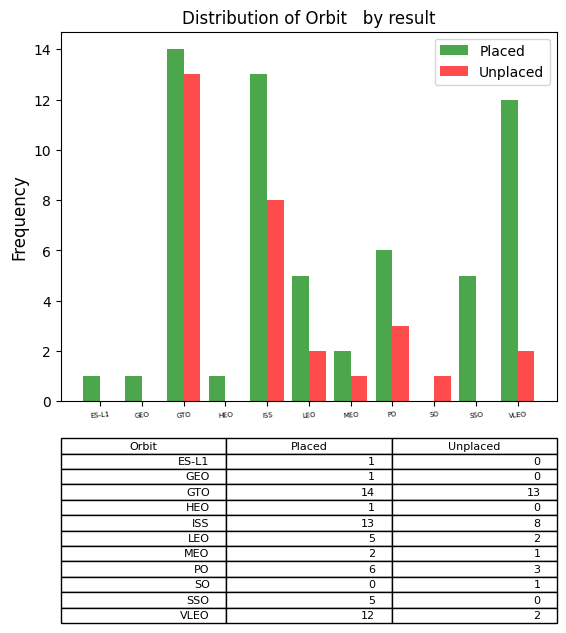 Distribution of Orbit   by result
Placed
Unplaced
Frequency
14
12
10
8
6
4
2
0
ES-L1 GEO GTO HEO ISS LEO MEO PO SO SSO VLEO
Orbit Placed Unplaced
ES-L1 1 0
GEO 1 0
GTO 14 13
HEO 1 0
ISS 13 8
LEO 5 2
MEO 2 1
PO 6 3
SO 0 1
SSO 5 0
VLEO 12 2